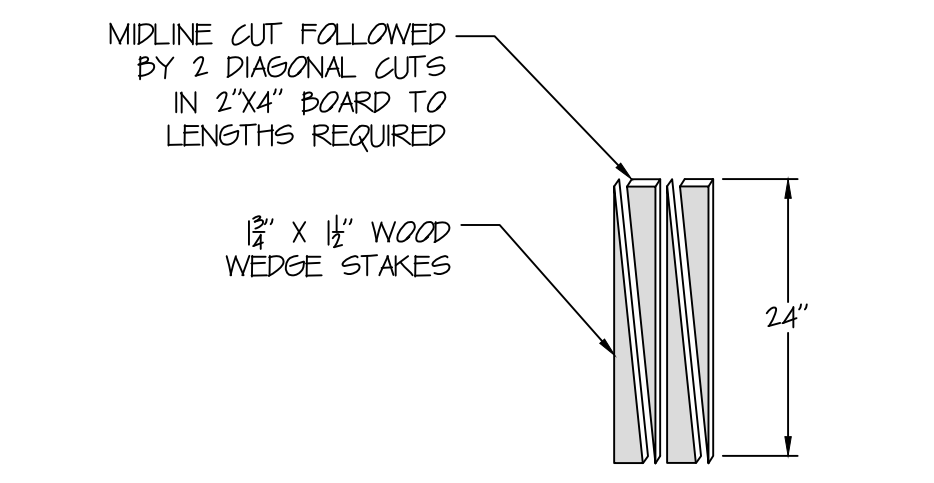 MIDLINE CUT FOLLOWED
BY 2 DIAGONAL CUTS
IN 2"X4" BOARD TO
LENGTHS REQUIRED
1¾" X 1½" WOOD
WEDGE STAKES
24"